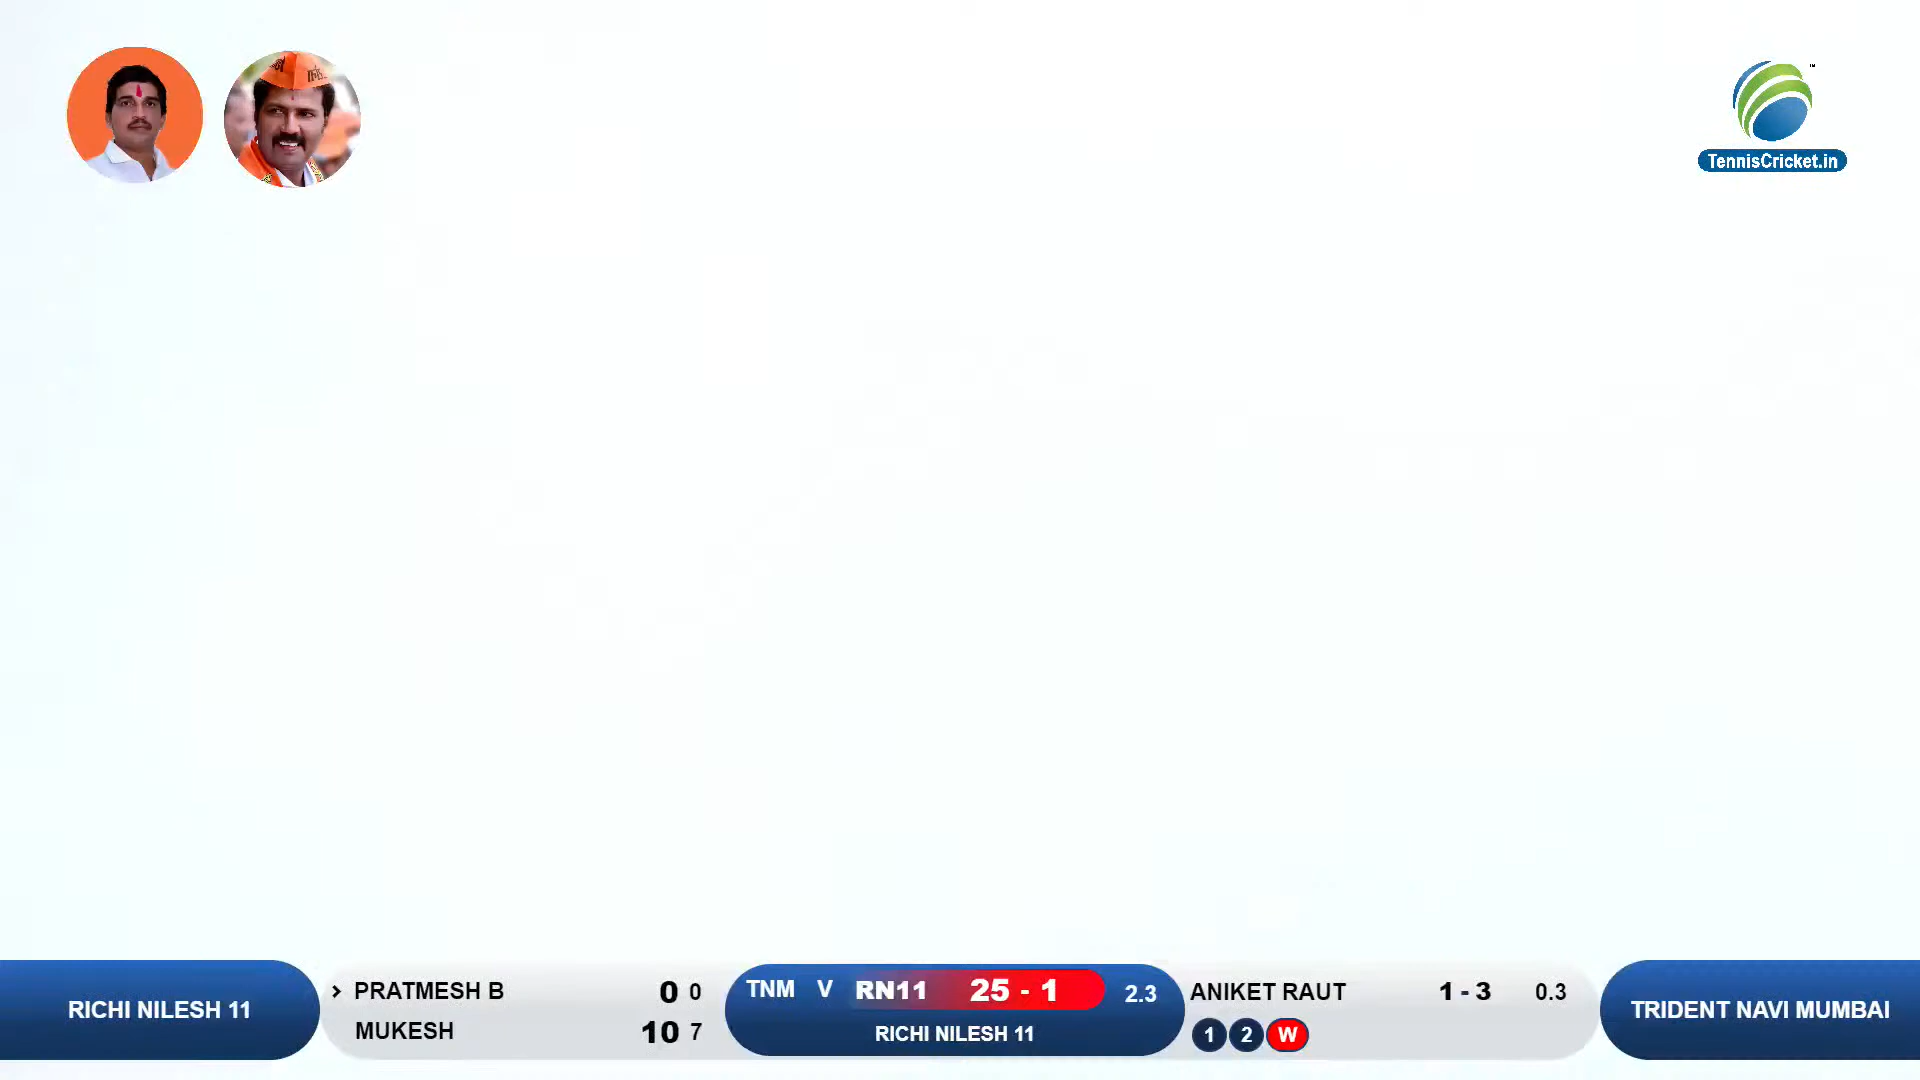 TM
TennisCricket.in
RICHI NILESH 11
> PRATMESH B 0 0
MUKESH 10 7
TNM V RN11 25 - 1 2.3
RICHI NILESH 11
ANIKET RAUT 1 - 3 0.3
1 2 W
TRIDENT NAVI MUMBAI